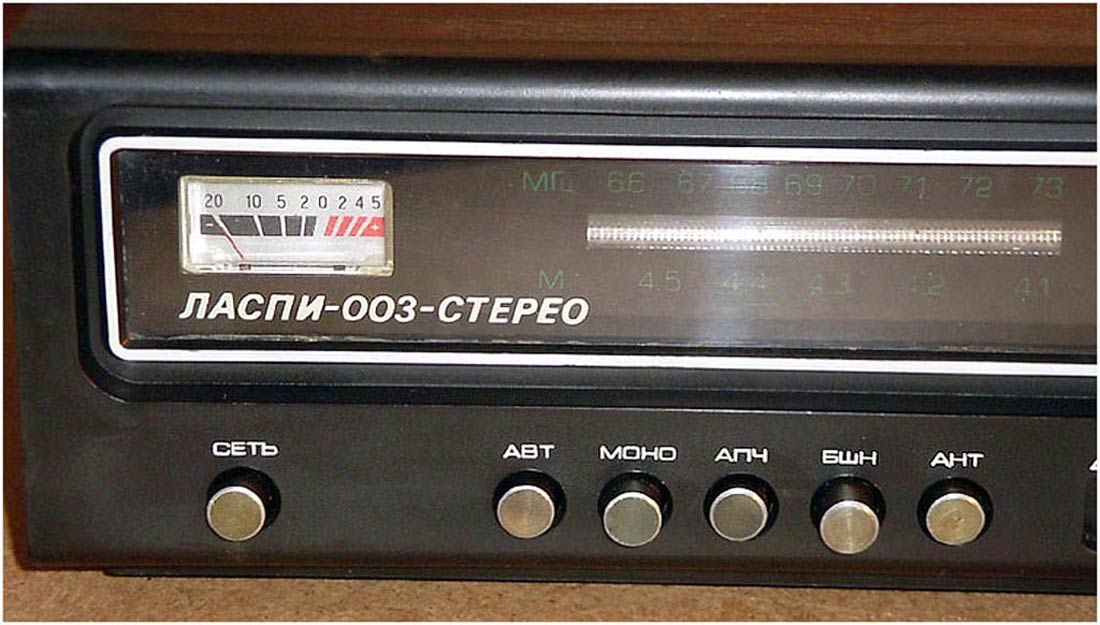 20 10 5 2 0 2 4 5
- +
МГц 66 67 68 69 70 71 72 73
М 4.5 4.4 4.3 4.2 4.1
ЛАСПИ-003-СТЕРЕО
СЕТЬ АВТ МОНО АПЧ БШН АНТ